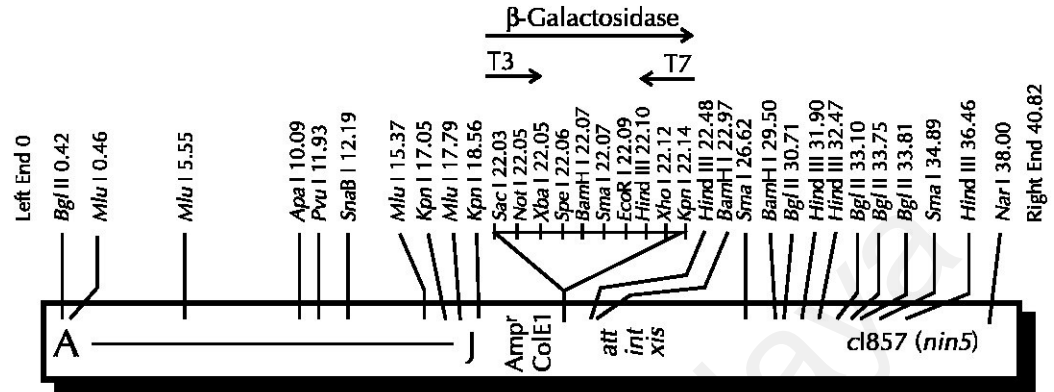 β-Galactosidase
T3
T7
Left End 0
Bgl II 0.42
Mlu I 0.46
Mlu I 5.55
Apa I 10.09
Pvu I 11.93
SnaB I 12.19
Mlu I 15.37
Kpn I 17.05
Mlu I 17.79
Kpn I 18.56
Sac I 22.03
Not I 22.05
Xba I 22.05
Spe I 22.06
BamH I 22.07
Sma I 22.07
EcoR I 22.09
Hind III 22.10
Xho I 22.12
Kpn I 22.14
Hind III 22.48
BamH I 22.97
Sma I 26.62
BamH I 29.50
Bgl II 30.71
Hind III 31.90
Hind III 32.47
Bgl II 33.10
Bgl II 33.75
Bgl II 33.81
Sma I 34.89
Hind III 36.46
Nar I 38.00
Right End 40.82
A
J
Ampr
ColE1
att
int
xis
cI857 (nin5)